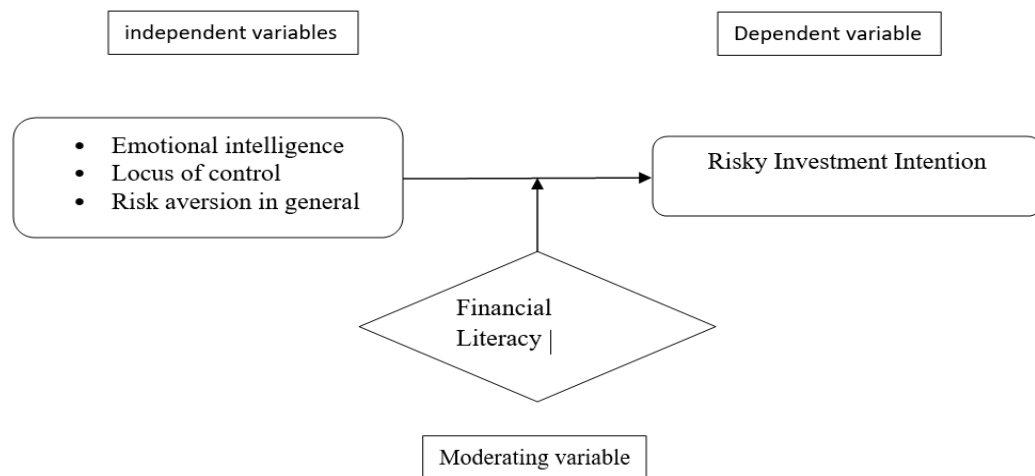 independent variables
Dependent variable
• Emotional intelligence
• Locus of control
• Risk aversion in general
Risky Investment Intention
Financial
Literacy
Moderating variable